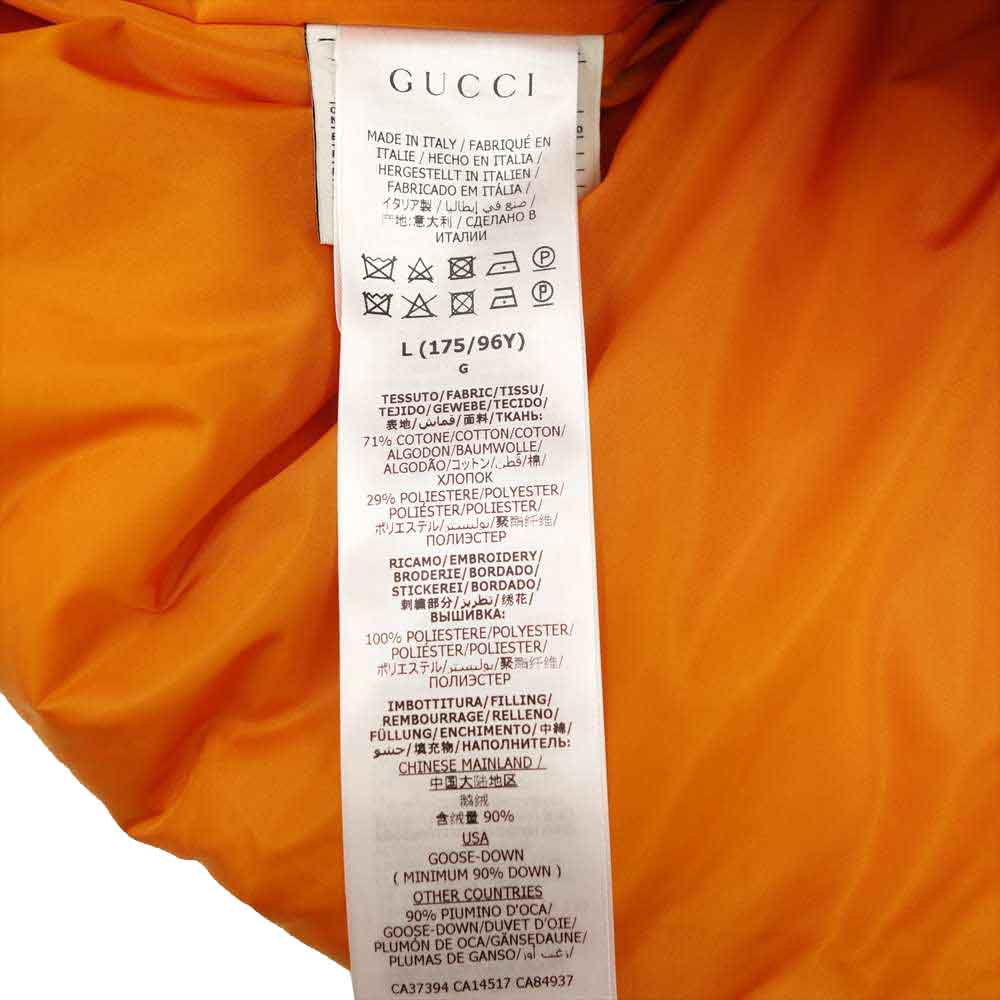 GUCCI
MADE IN ITALY / FABRIQUÉ EN
ITALIE / HECHO EN ITALIA /
HERGESTELLT IN ITALIEN /
FABRICADO EM ITÁLIA /
イタリア製 / صنع في إيطاليا /
产地:意大利 / СДЕЛАНО В
ИТАЛИИ
P
P
L (175/96Y)
G
TESSUTO/FABRIC/TISSU/
TEJIDO/GEWEBE/TECIDO/
表地/قماش/面料/ТКАНЬ:
71% COTONE/COTTON/COTON/
ALGODON/BAUMWOLLE/
ALGODÃO/コットン/قطن/棉/
ХЛОПОК
29% POLIESTERE/POLYESTER/
POLIÉSTER/POLYESTER/
ポリエステル/بوليستر/聚酯纤维/
ПОЛИЭСТЕР
RICAMO/EMBROIDERY/
BRODERIE/BORDADO/
STICKEREI/BORDADO/
刺繍部分/تطريز/绣花/
ВЫШИВКА:
100% POLIESTERE/POLYESTER/
POLIÉSTER/POLYESTER/
ポリエステル/بوليستر/聚酯纤维/
ПОЛИЭСТЕР
IMBOTTITURA/FILLING/
REMBOURRAGE/RELLENO/
FÜLLUNG/ENCHIMENTO/中綿/
حشو/填充物/НАПОЛНИТЕЛЬ:
CHINESE MAINLAND /
中国大陆地区
鹅绒
含绒量 90%
USA
GOOSE-DOWN
( MINIMUM 90% DOWN )
OTHER COUNTRIES
90% PIUMINO D'OCA/
GOOSE-DOWN/DUVET D'OIE/
PLUMÓN DE OCA/GÄNSEDAUNE/
PLUMAS DE GANSO/زغب أوز/
CA37394 CA14517 CA84937